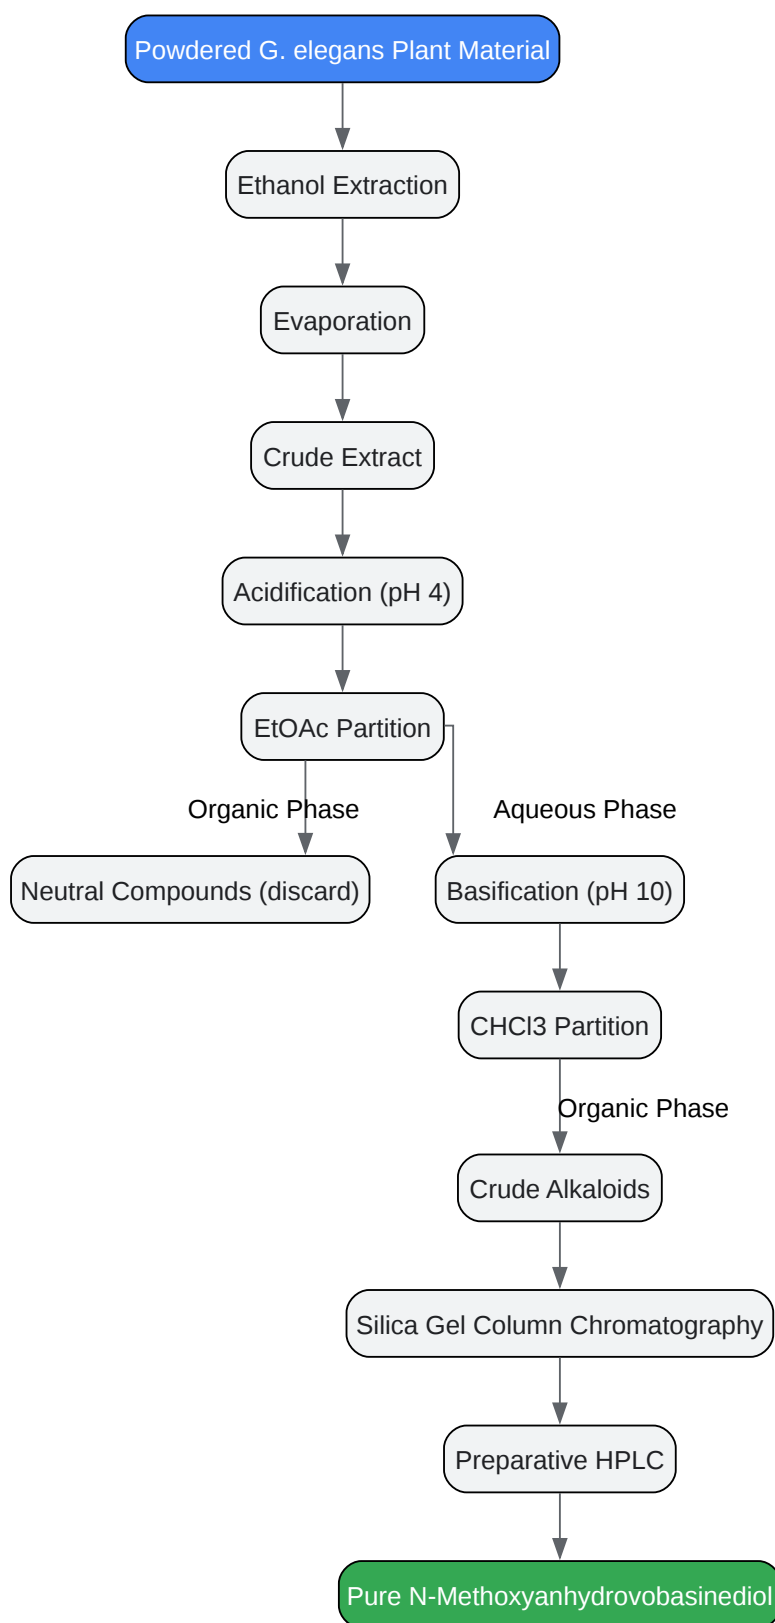 Powdered G. elegans Plant Material
Ethanol Extraction
Evaporation
Crude Extract
Acidification (pH 4)
EtOAc Partition
Organic Phase
Aqueous Phase
Neutral Compounds (discard)
Basification (pH 10)
CHCl3 Partition
Organic Phase
Crude Alkaloids
Silica Gel Column Chromatography
Preparative HPLC
Pure N-Methoxyanhydrovobasinediol